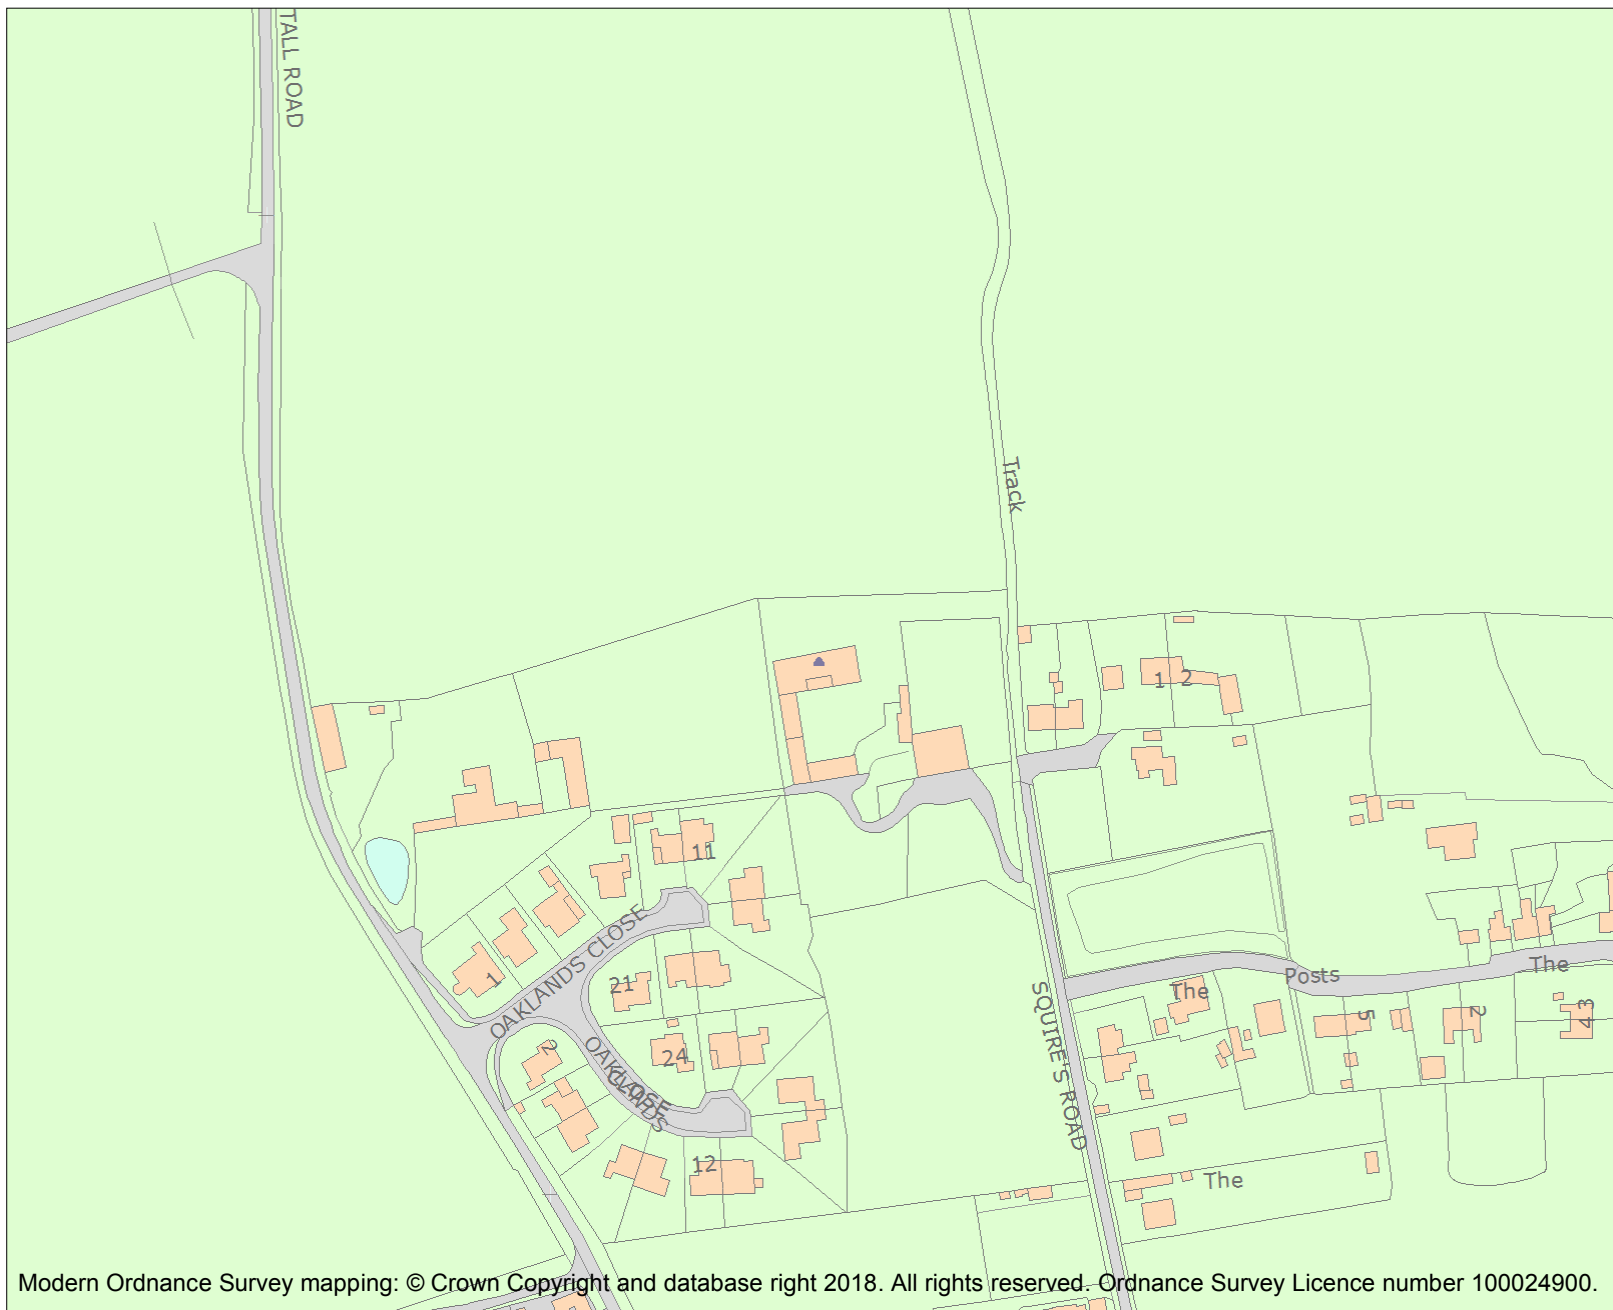 TALL ROAD
Track
1 2
11
OAKLANDS CLOSE
1
21
The
Posts
The
SQUIRE'S ROAD
The
5
2
3
4
2
24
OAKLANDS
CLOSE
12
The
Modern Ordnance Survey mapping: © Crown Copyright and database right 2018. All rights reserved. Ordnance Survey Licence number 100024900.